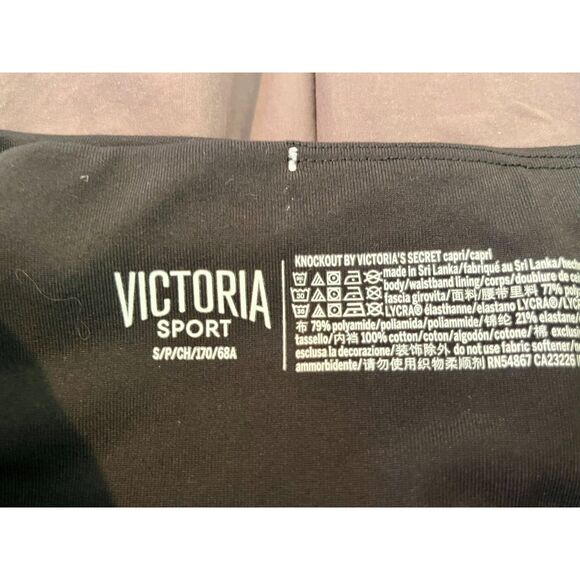 VICTORIA
SPORT
S/P/CH/170/68A
KNOCKOUT BY VICTORIA'S SECRET capri/capri
made in Sri Lanka/fabriqué au Sri Lanka/
body/waistband lining/corps/doublure de
fascia girovita/面料/腰带里料 77%
LYCRA® élasthanne/elastano LYCRA®/
布 79% polyamide/poliamida/poliammide/锦纶 21% elastane/
tassello/内裆 100% cotton/coton/algodón/cotone/棉
esclusa la decorazione/装饰除外 do not use fabric softener/
ammorbidente/请勿使用织物柔顺剂 RN54867 CA23226